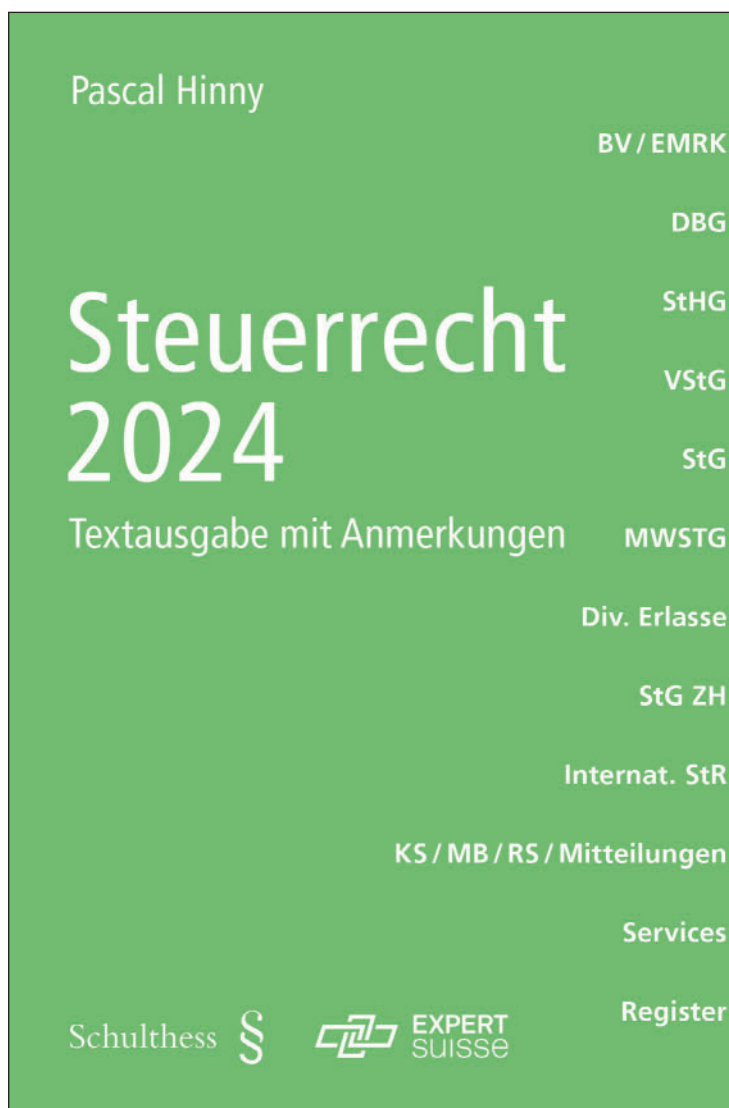 Pascal Hinny
BV / EMRK
DBG
StHG
VStG
StG
MWSTG
Div. Erlasse
StG ZH
Internat. StR
KS / MB / RS / Mitteilungen
Services
Register
Steuerrecht
2024
Textausgabe mit Anmerkungen
Schulthess §
EXPERT
SUISSE